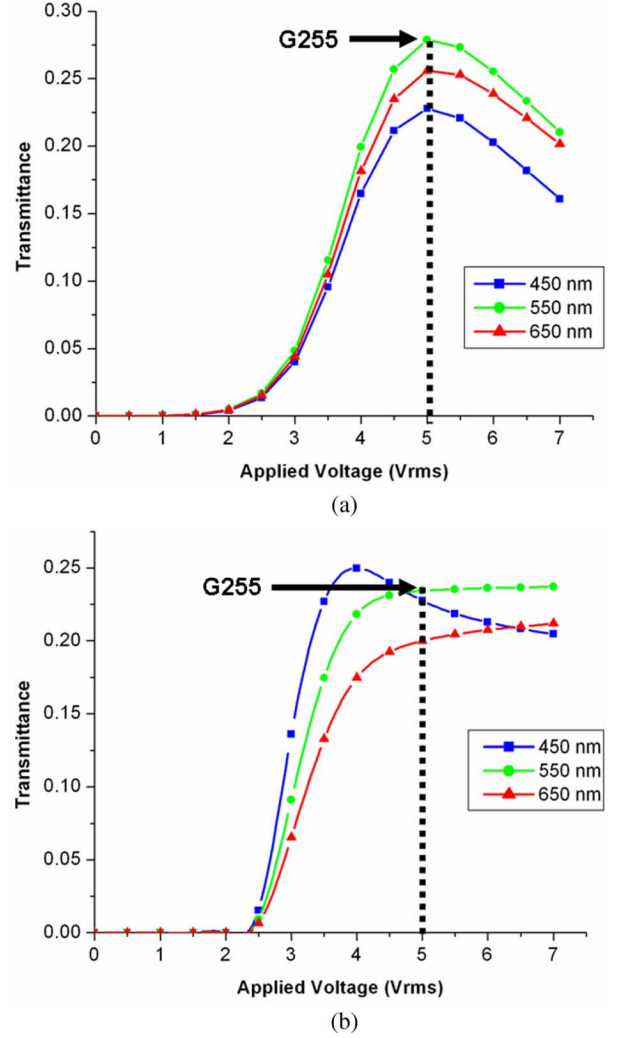 0.30
G255
0.25
0.20
0.15
0.10
0.05
0.00
Transmittance
450 nm
550 nm
650 nm
0 1 2 3 4 5 6 7
Applied Voltage (Vrms)
(a)
0.25
G255
0.20
0.15
0.10
0.05
0.00
Transmittance
450 nm
550 nm
650 nm
0 1 2 3 4 5 6 7
Applied Voltage (Vrms)
(b)